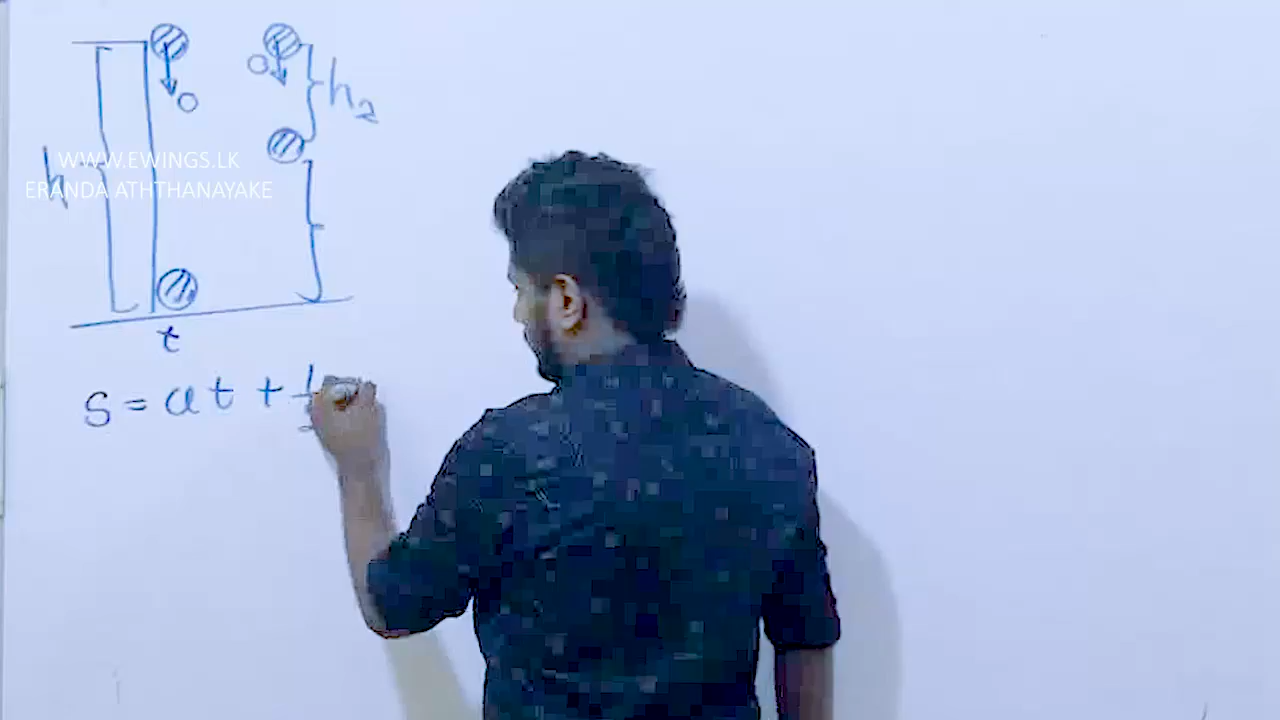 O
O
h2
WWW.EWINGS.LK
h
ERANDA ATHTHANAYAKE
t
S = ut + 1/2